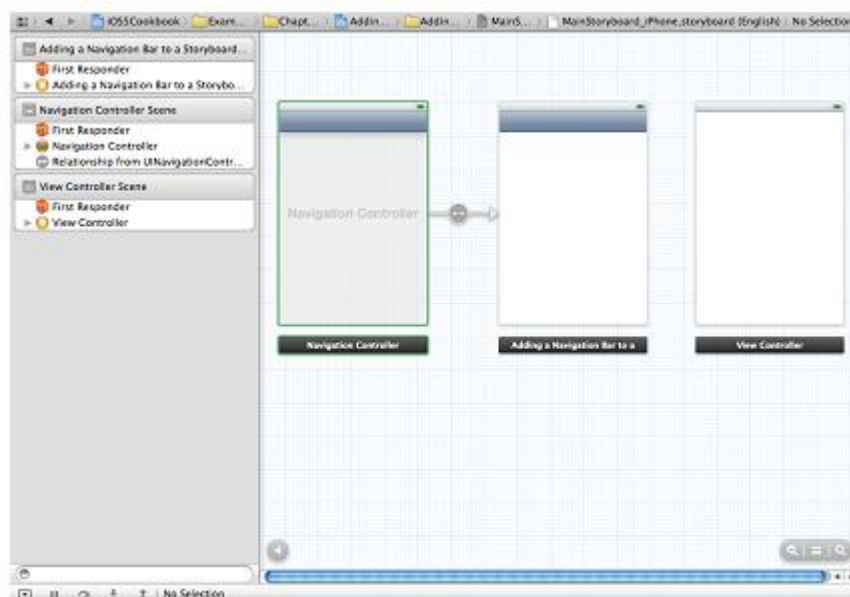 iOS5Cookbook Exam... Chapt... Addin... Addin... MainS... MainStoryboard_iPhone.storyboard (English) No Selection
Adding a Navigation Bar to a Storyboard...
First Responder
Adding a Navigation Bar to a Storybo...
Navigation Controller Scene
First Responder
Navigation Controller
Relationship from UINavigationContr...
View Controller Scene
First Responder
View Controller
Navigation Controller
Navigation Controller
Adding a Navigation Bar to a
View Controller
No Selection